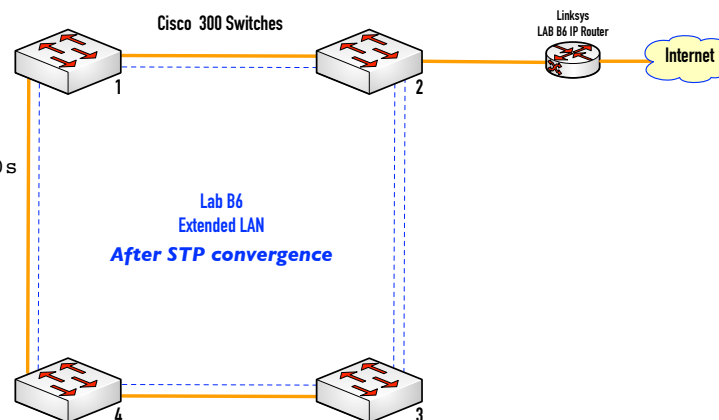 Cisco 300 Switches
Linksys
LAB B6 IP Router
Internet
1
2
s
Lab B6
Extended LAN
After STP convergence
4
3